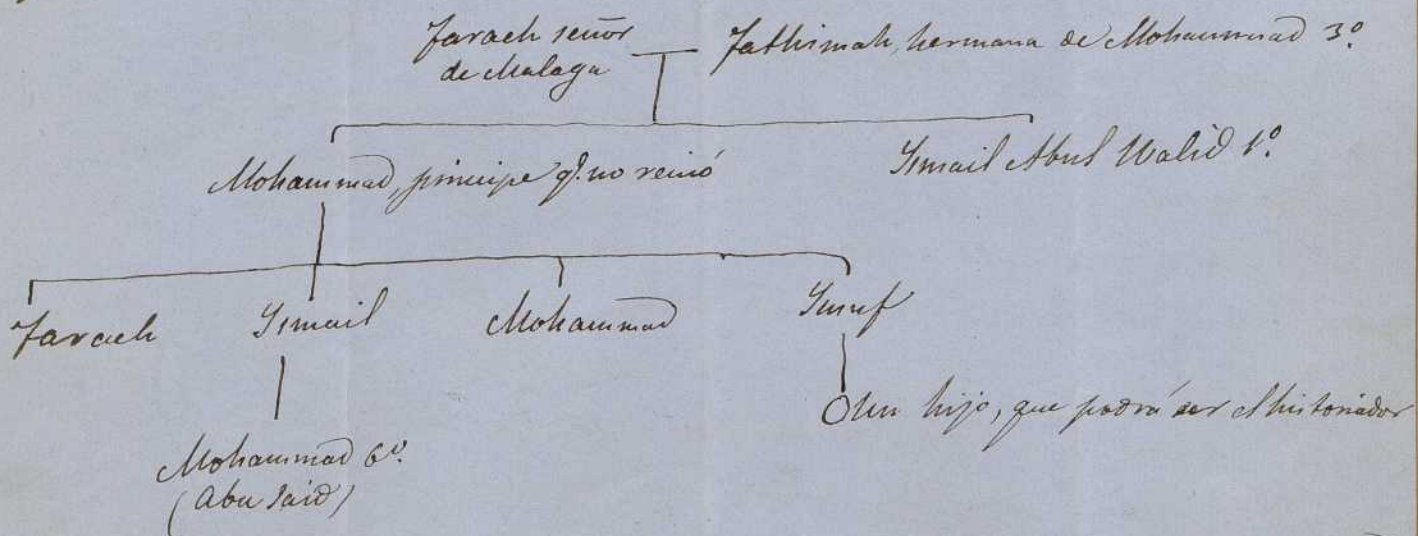 Farach señor
de Malaga
Fathimah, hermana de Mohammad 3º
Mohammad, principe q. no reinó
Ismail Abul Walid 1º
Farach
Ismail
Mohammad
Yusuf
Un hijo, que podrá ser el historiador
Mohammad 6º
(Abu Said)